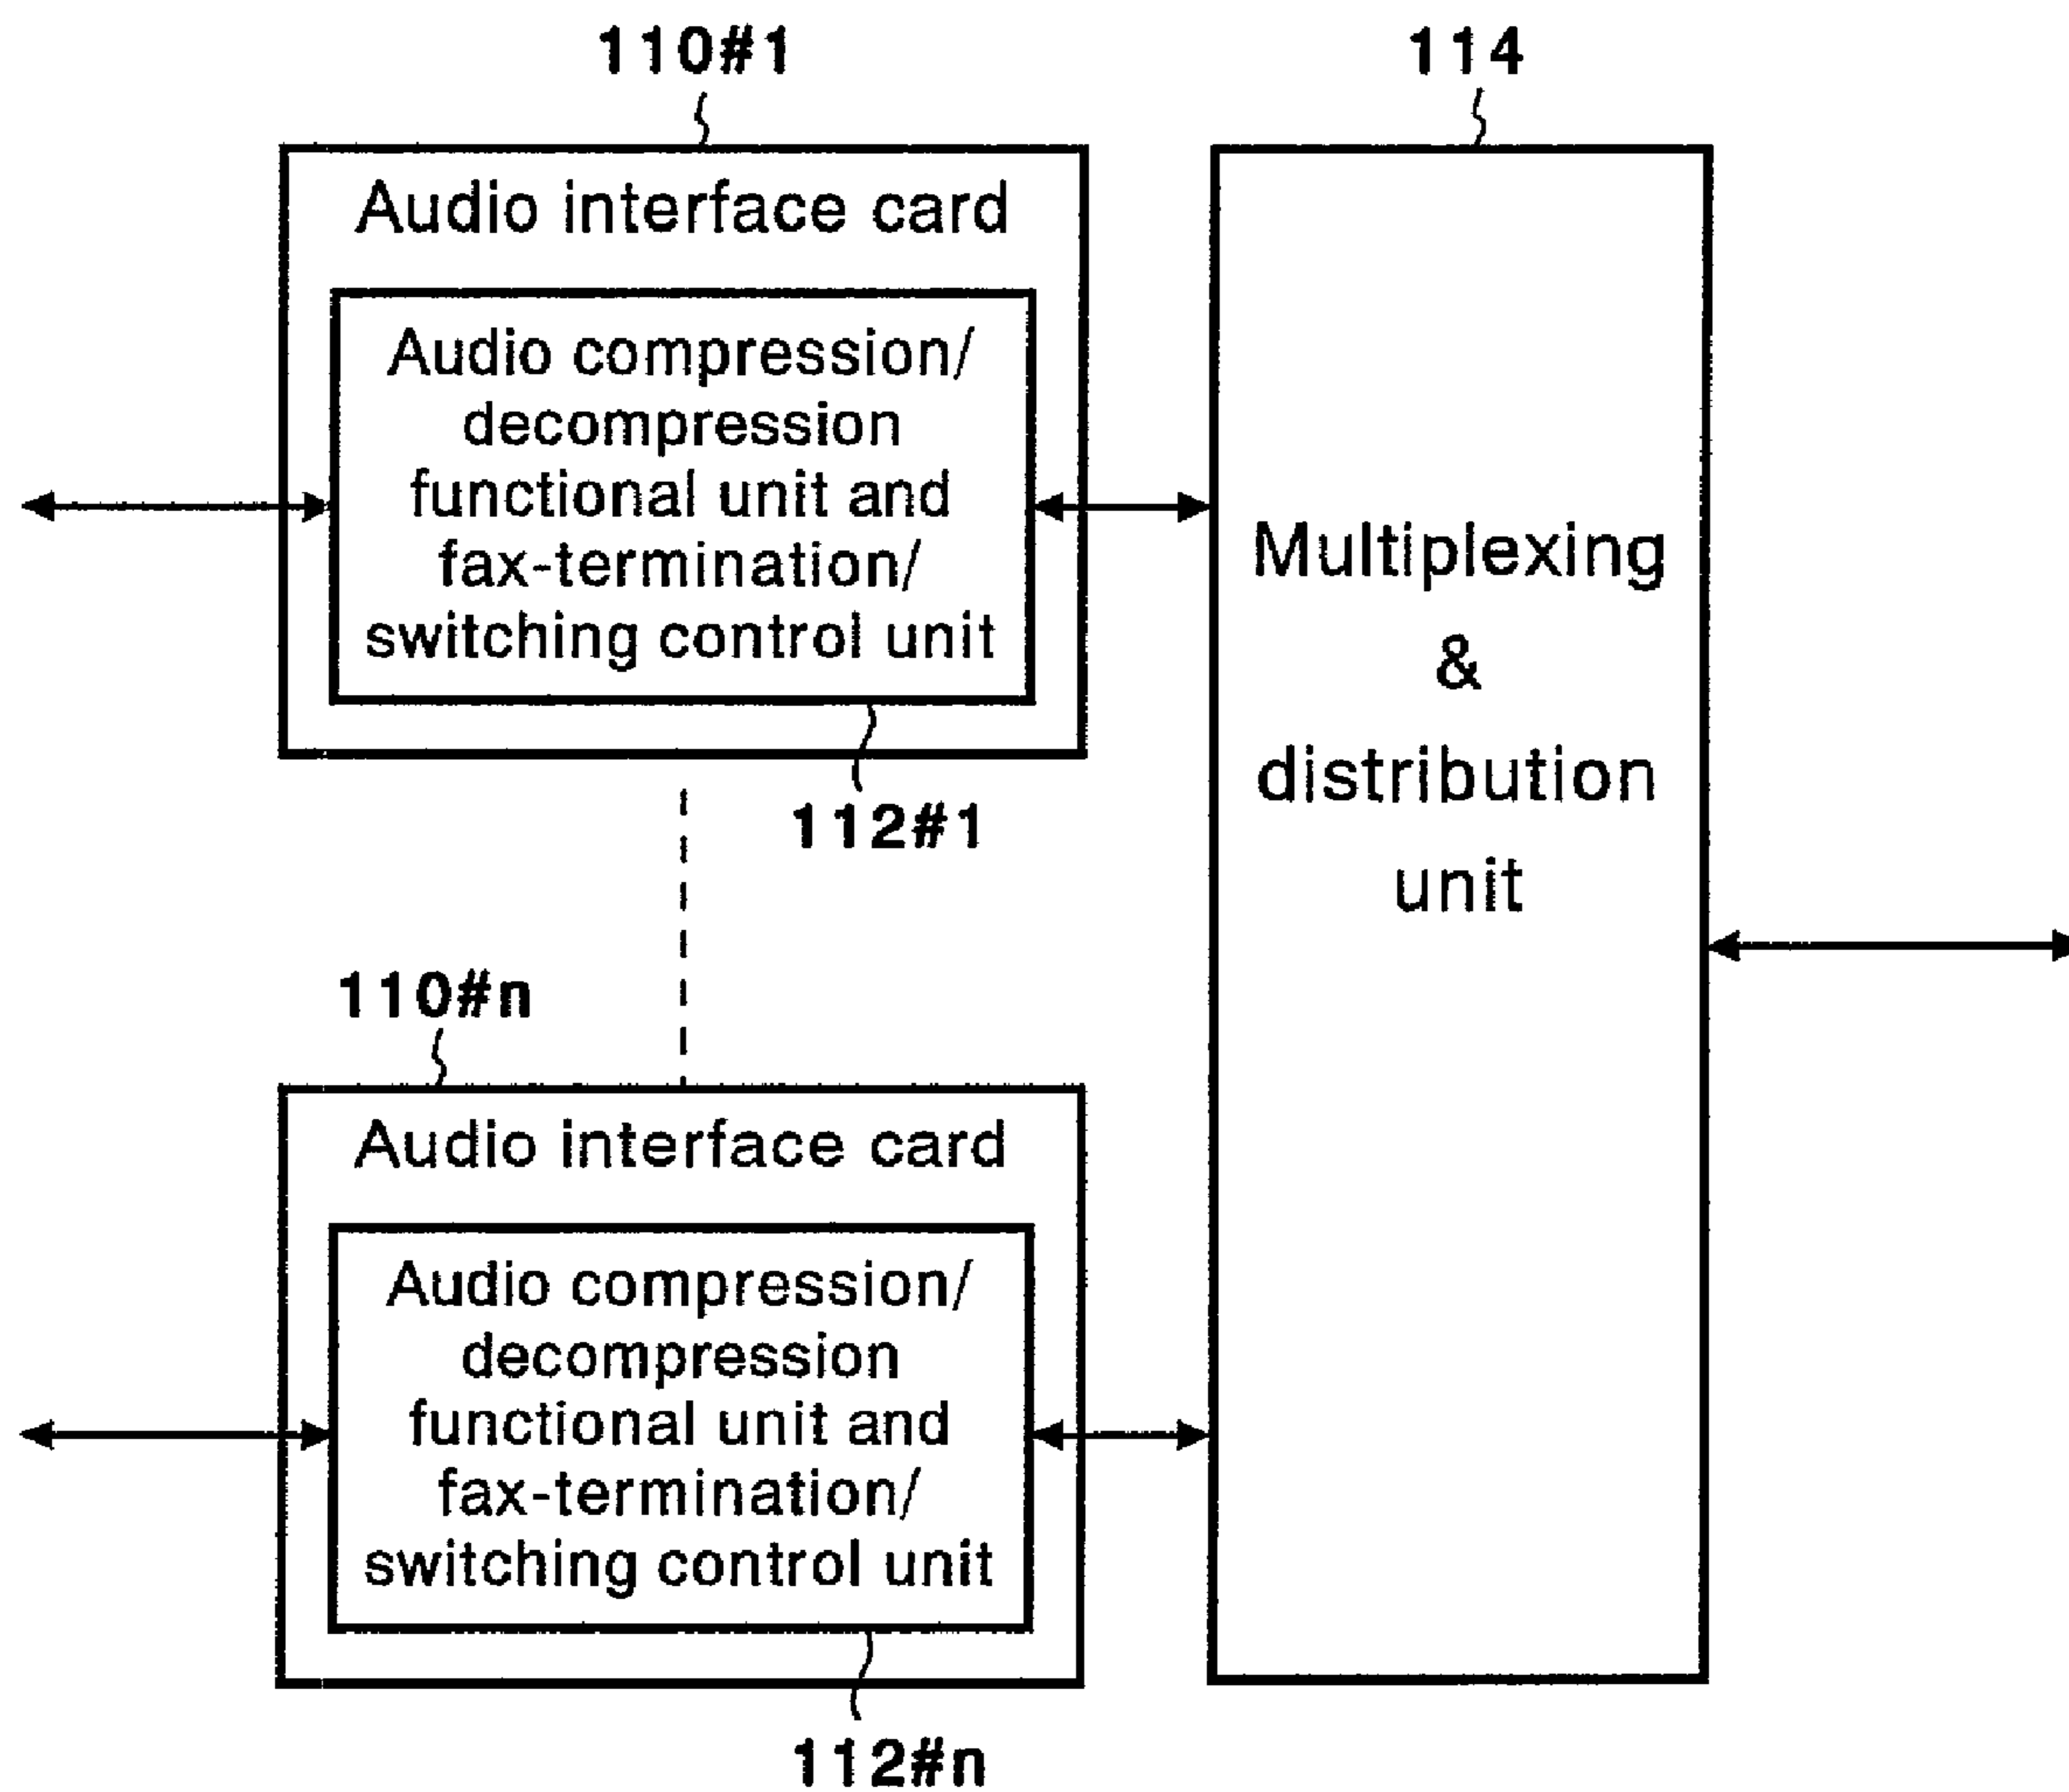 110#1
114
Audio interface card
Audio compression/
decompression
functional unit and
fax-termination/
switching control unit
112#1
Multiplexing
&
distribution
unit
110#n
Audio interface card
Audio compression/
decompression
functional unit and
fax-termination/
switching control unit
112#n